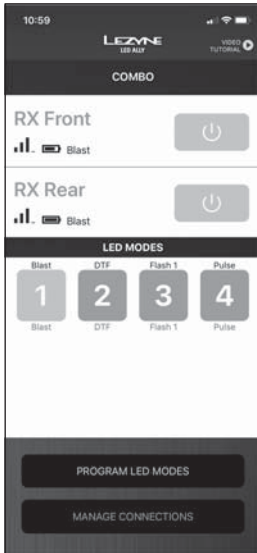 10:59
LEZYNE
LED ALLY
VIDEO
TUTORIAL
COMBO
RX Front
Blast
RX Rear
Blast
LED MODES
Blast DTF Flash 1 Pulse
1 2 3 4
Blast DTF Flash 1 Pulse
PROGRAM LED MODES
MANAGE CONNECTIONS